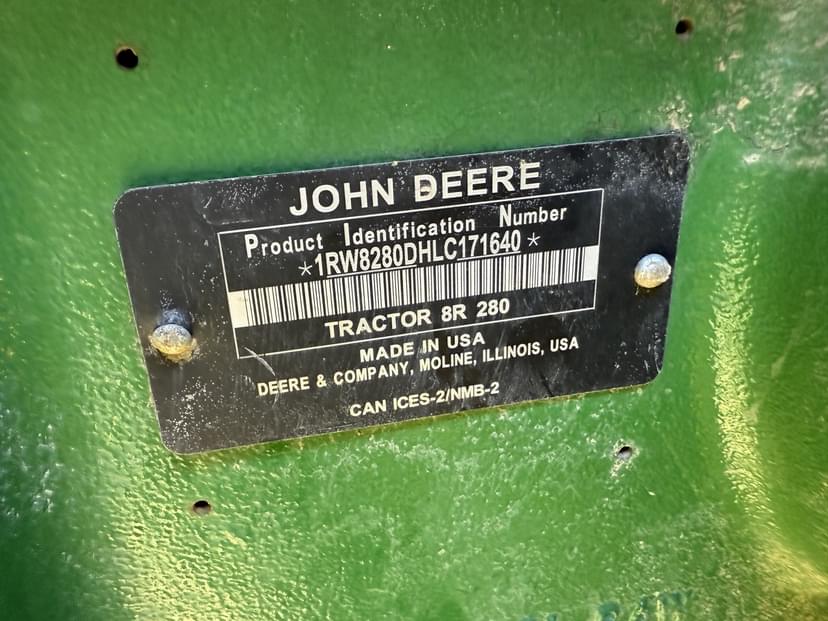 JOHN DEERE
Product Identification Number
*1RW8280DHLC171640*
TRACTOR 8R 280
MADE IN USA
DEERE & COMPANY, MOLINE, ILLINOIS, USA
CAN ICES-2/NMB-2